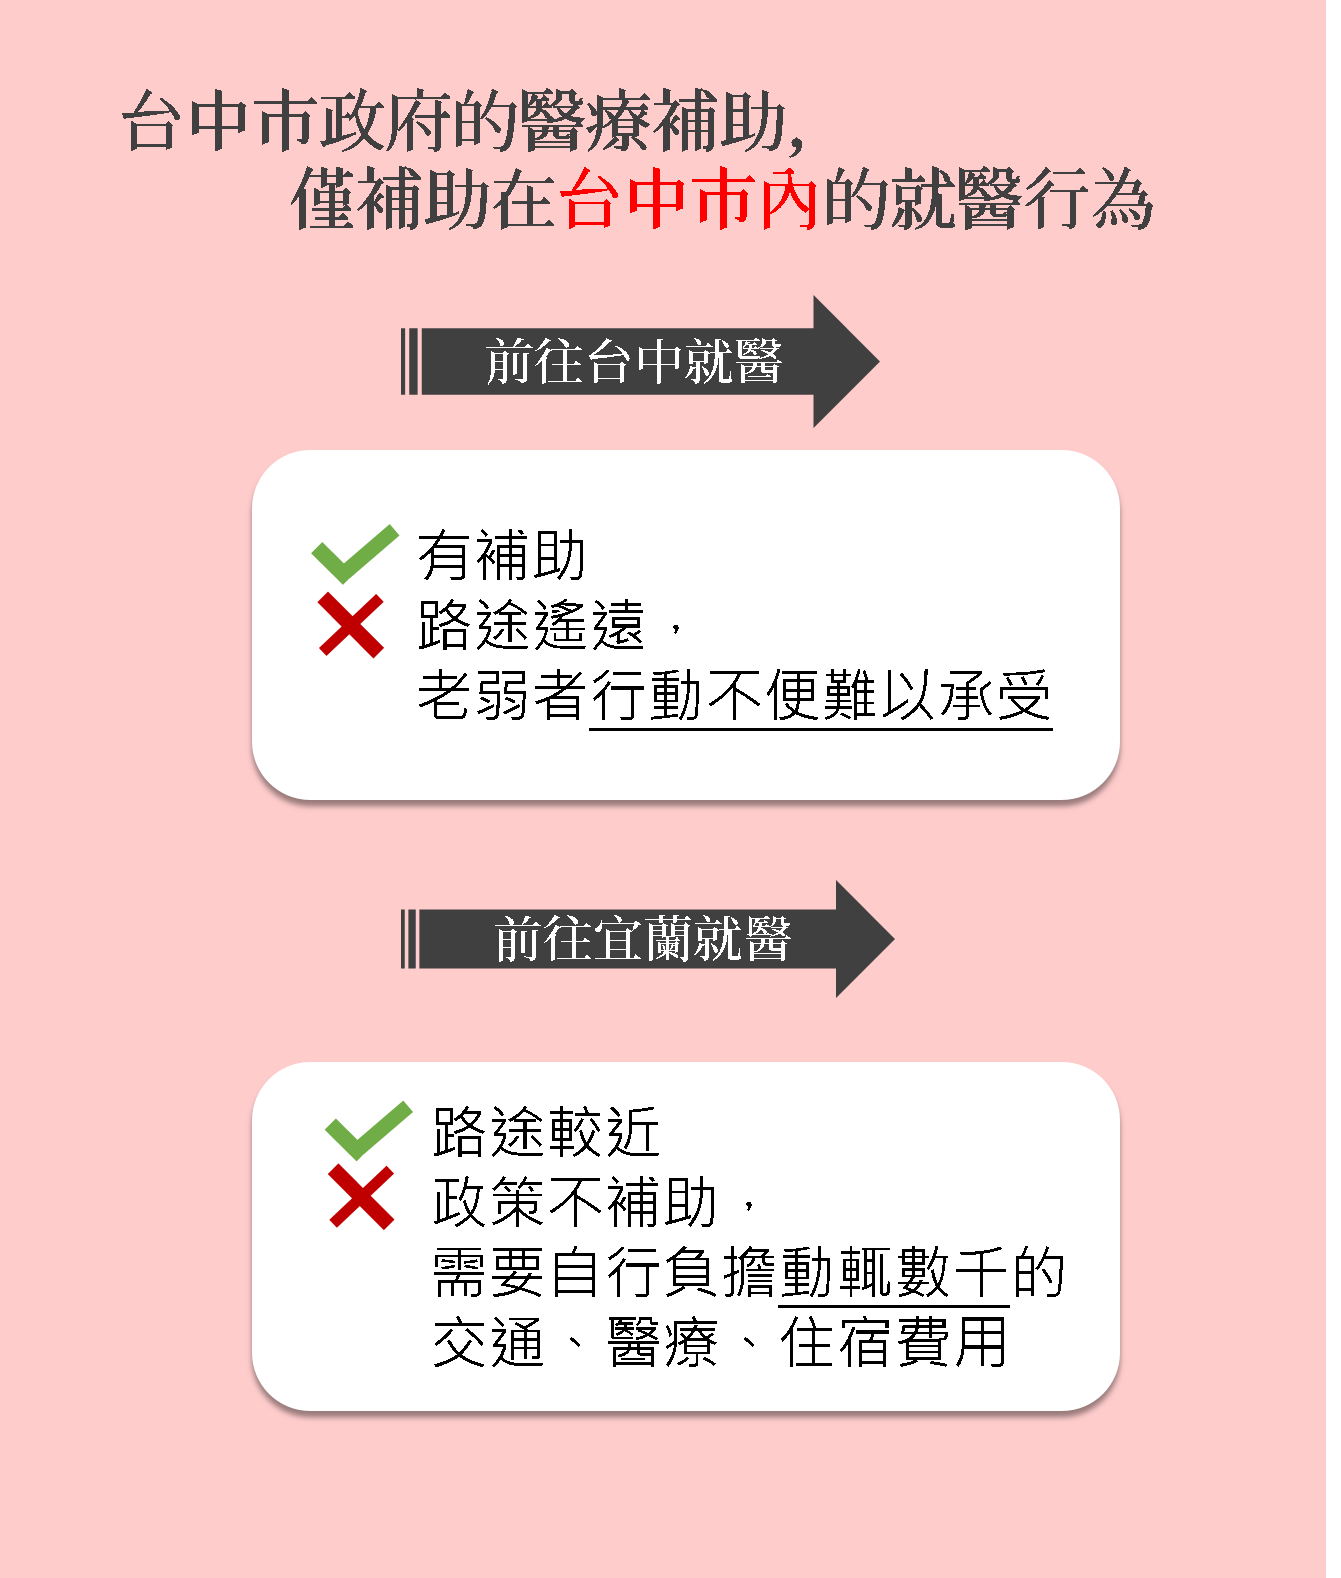 台中市政府的醫療補助,
僅補助在台中市內的就醫行為
前往台中就醫
有補助
路途遙遠，
老弱者行動不便難以承受
前往宜蘭就醫
路途較近
政策不補助，
需要自行負擔動輒數千的
交通、醫療、住宿費用